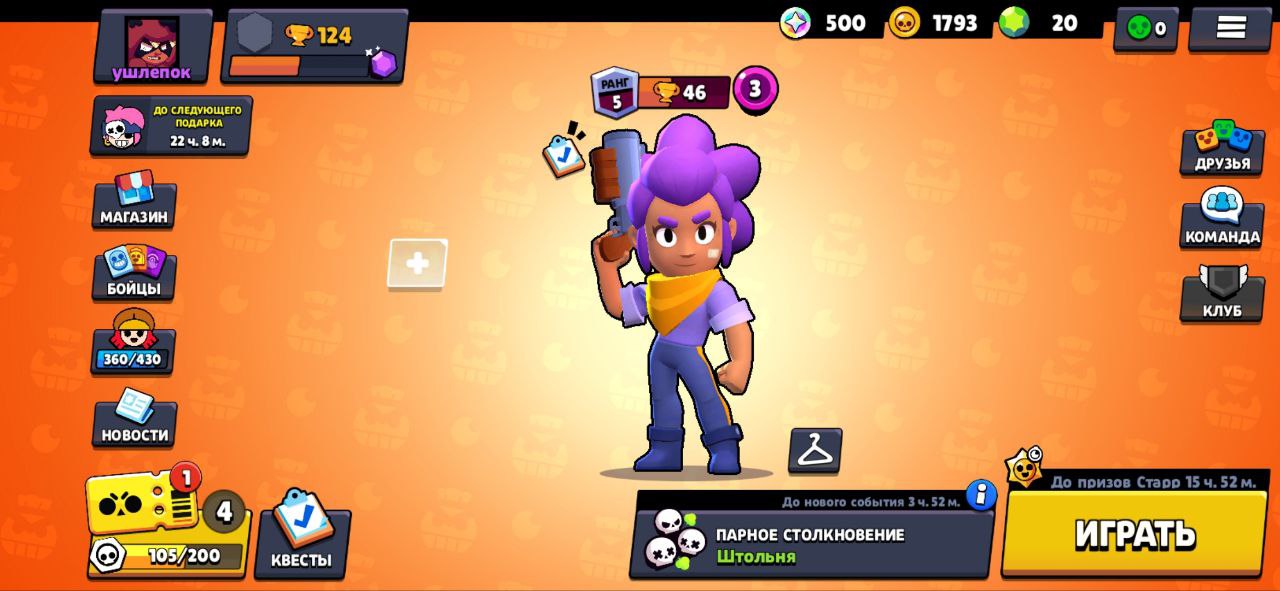 ушлепок
124
500
1793
20
0
РАНГ
5
46
3
ДО СЛЕДУЮЩЕГО
ПОДАРКА
22 ч. 8 м.
МАГАЗИН
БОЙЦЫ
360/430
НОВОСТИ
1
4
105/200
КВЕСТЫ
ДРУЗЬЯ
КОМАНДА
КЛУБ
До нового события 3 ч. 52 м.
i
ПАРНОЕ СТОЛКНОВЕНИЕ
Штольня
До призов Старр 15 ч. 52 м.
ИГРАТЬ